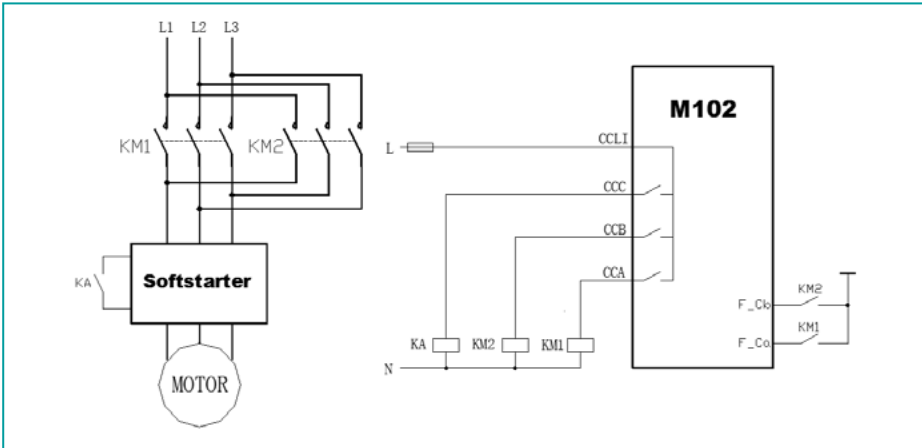 L1 L2 L3
M102
KM1 KM2
L CCLI
CCC
CCB
CCA
KA Softstarter
KM2
F_Cb
KM1
F_Ca
KA KM2 KM1
N
MOTOR